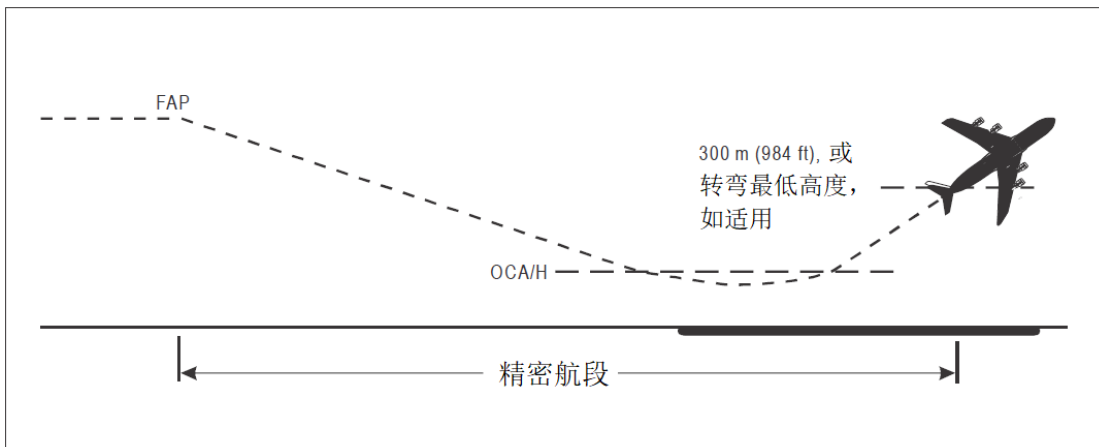 FAP
300 m (984 ft), 或
转弯最低高度，
如适用
OCA/H
精密航段